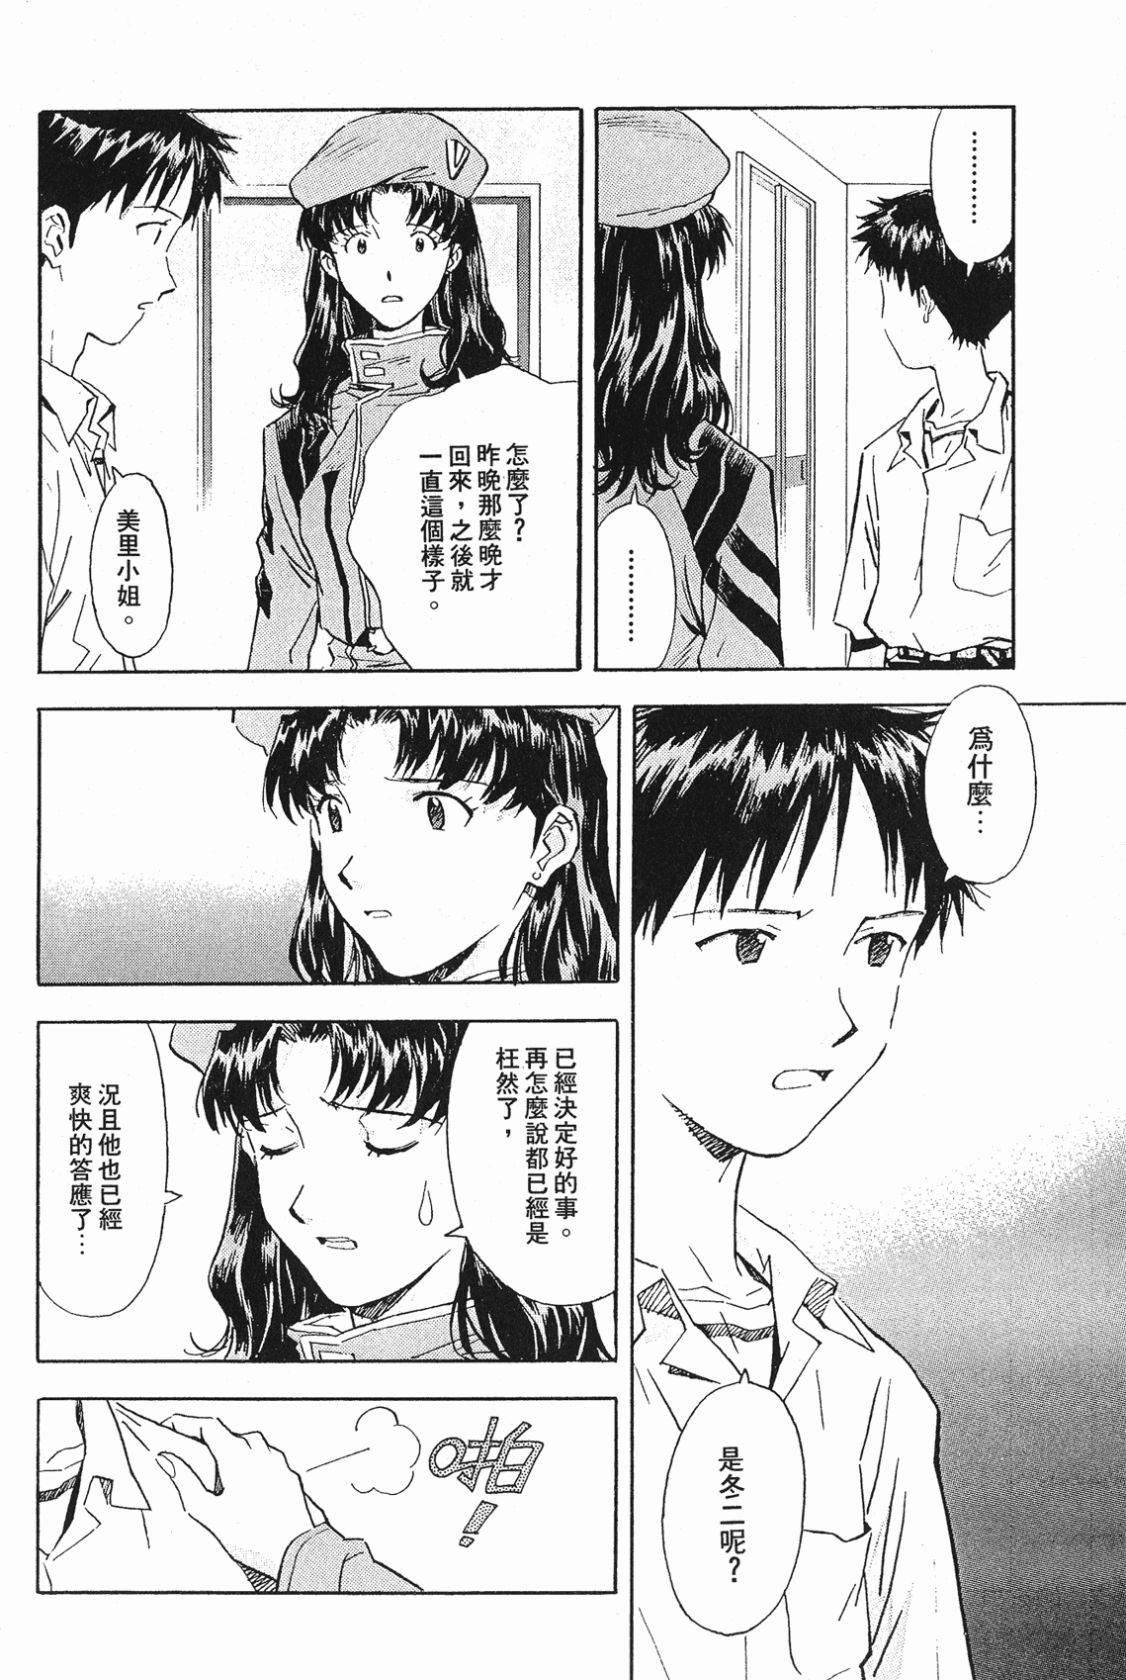 ………
………
怎麼了?
昨晚那麼晚才
回來,之後就
一直這個樣子。
美里小姐。
爲什麼…
是冬二呢?
已經決定好的事。
再怎麼說都已經是
枉然了,
況且他也已經
爽快的答應了…
啪!